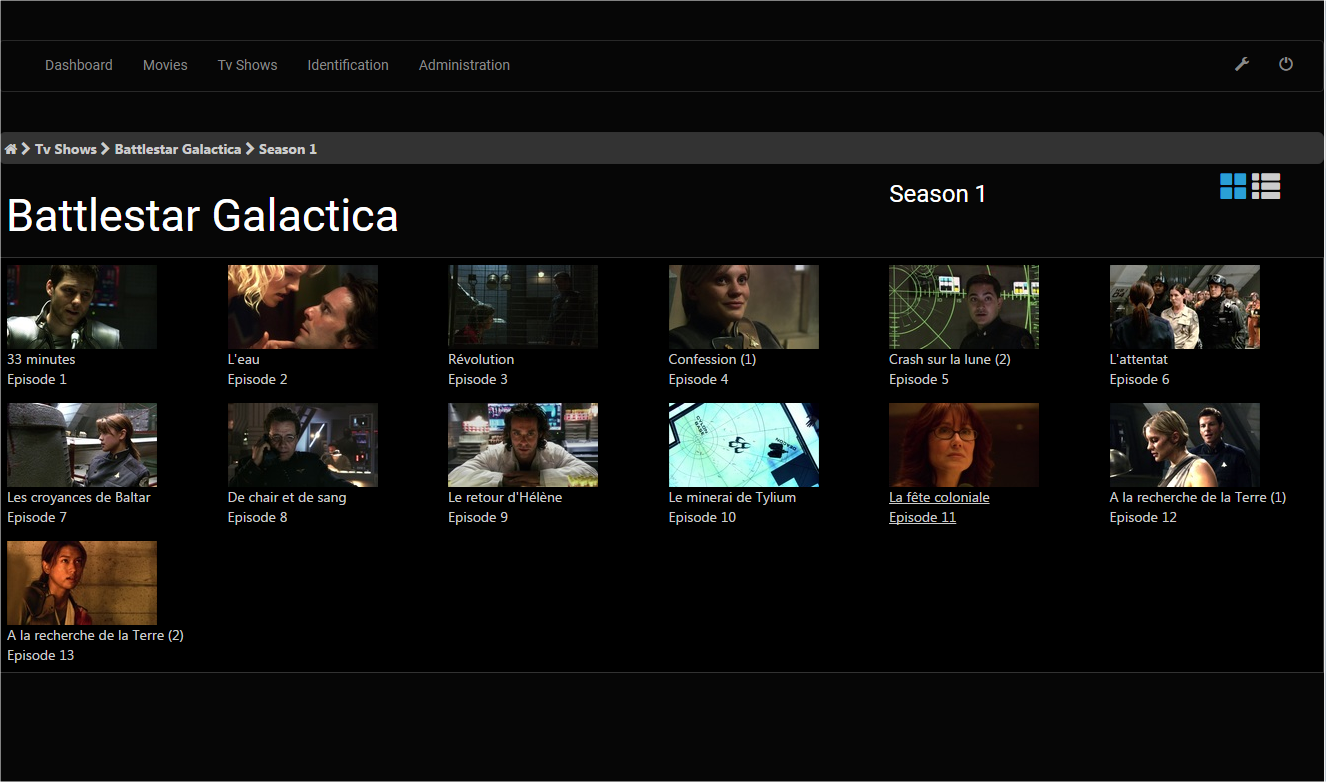 Dashboard Movies Tv Shows Identification Administration
Tv Shows Battlestar Galactica Season 1
Battlestar Galactica
Season 1
33 minutes
Episode 1
L'eau
Episode 2
Révolution
Episode 3
Confession (1)
Episode 4
Crash sur la lune (2)
Episode 5
L'attentat
Episode 6
Les croyances de Baltar
Episode 7
De chair et de sang
Episode 8
Le retour d'Hélène
Episode 9
CYLON
BASE
Le minerai de Tylium
Episode 10
La fête coloniale
Episode 11
A la recherche de la Terre (1)
Episode 12
A la recherche de la Terre (2)
Episode 13